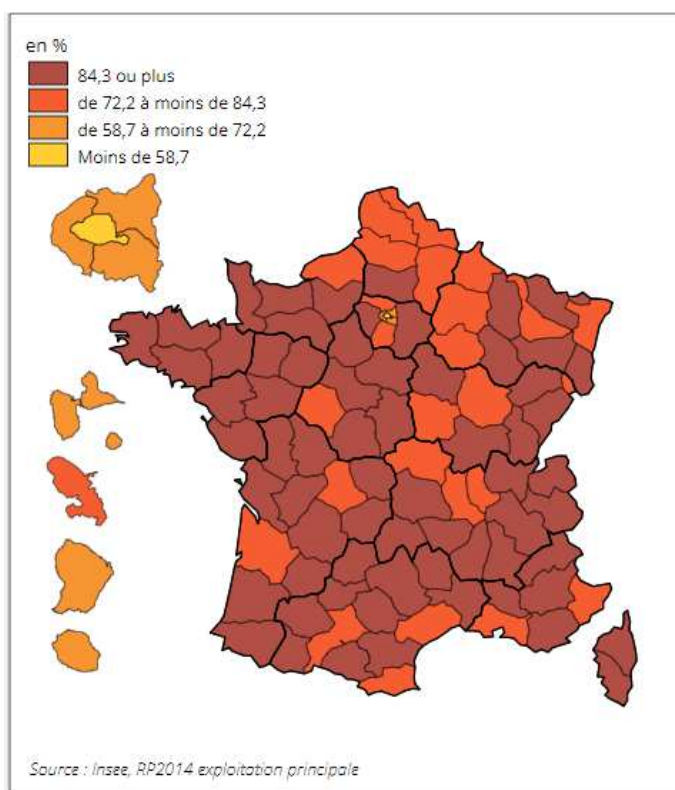 en %
84,3 ou plus
de 72,2 à moins de 84,3
de 58,7 à moins de 72,2
Moins de 58,7
Source : Insee, RP2014 exploitation principale